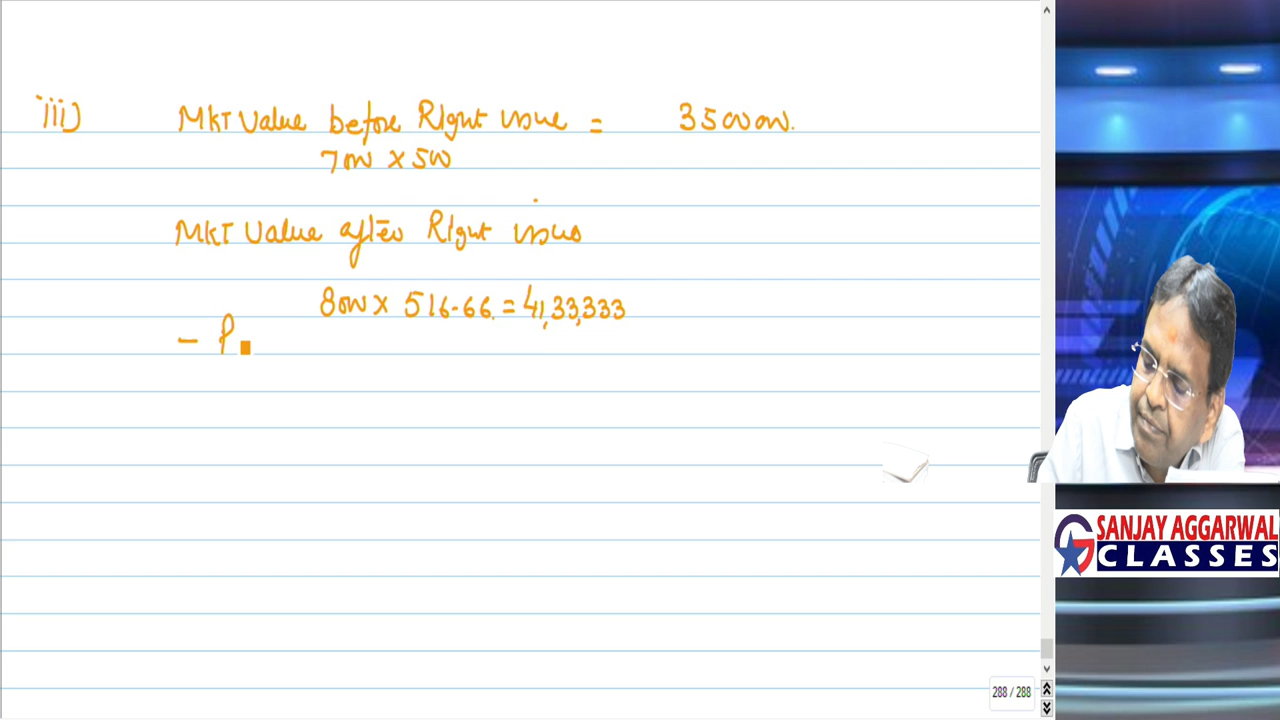 iii) Mkt Value before Right issue = 3500000.
7000 x 500
Mkt Value after Right issue
8000 x 516.66. = 41,33,333
- P
288 / 288
SANJAY AGGARWAL
CLASSES